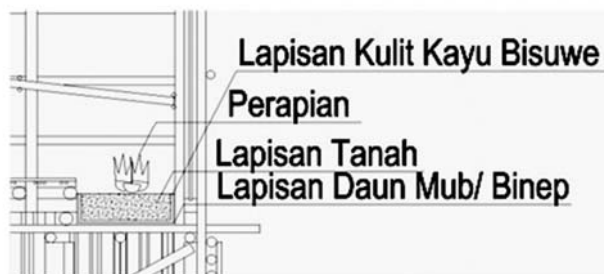 Lapisan Kulit Kayu Bisuwe
Perapian
Lapisan Tanah
Lapisan Daun Mub/ Binep